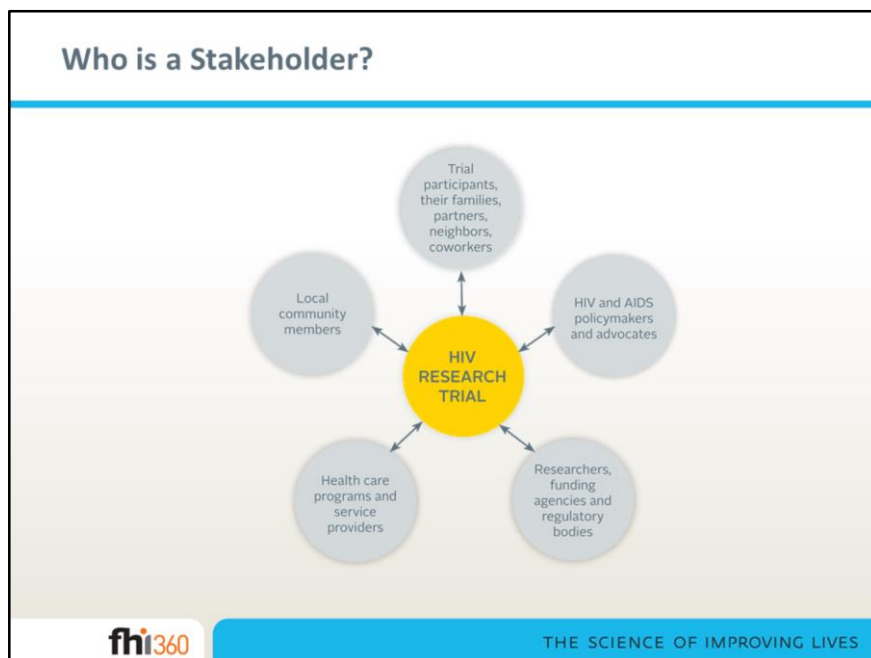 Who is a Stakeholder?
Trial
participants,
their families,
partners,
neighbors,
coworkers
Local
community
members
HIV and AIDS
policymakers
and advocates
HIV
RESEARCH
TRIAL
Health care
programs and
service
providers
Researchers,
funding
agencies and
regulatory
bodies
fhi360
THE SCIENCE OF IMPROVING LIVES